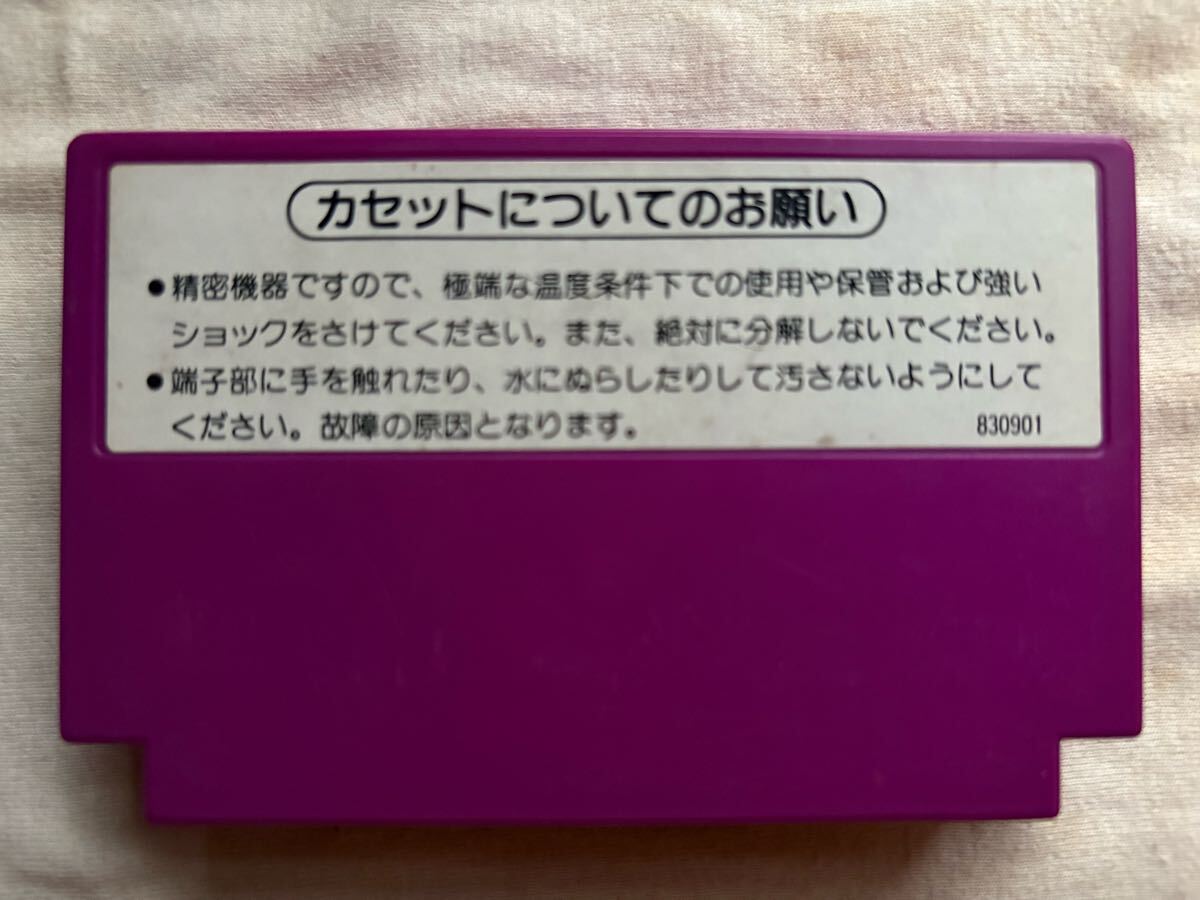 カセットについてのお願い
●精密機器ですので、極端な温度条件下での使用や保管および強い
ショックをさけてください。また、絶対に分解しないでください。
●端子部に手を触れたり、水にぬらしたりして汚さないようにして
ください。故障の原因となります。
830901